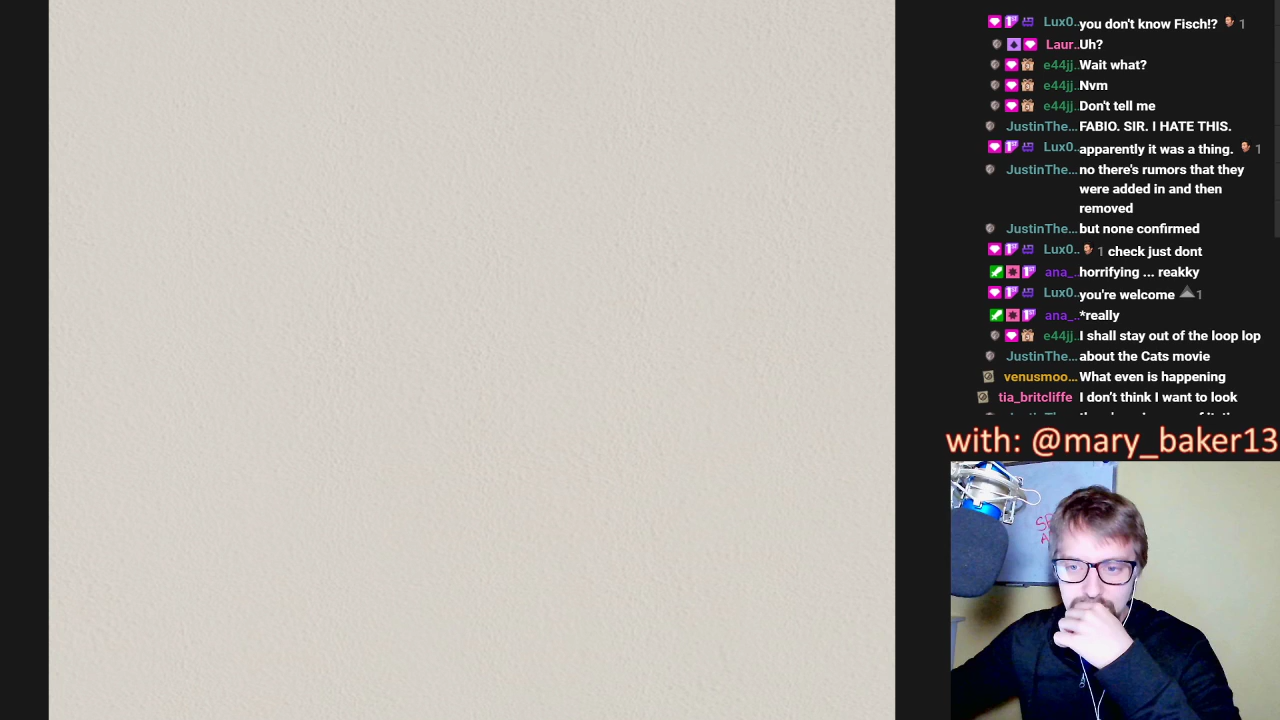 Lux0..you don't know Fisch!? 1
Laur..Uh?
e44jj..Wait what?
e44jj..Nvm
e44jj..Don't tell me
JustinThe...FABIO. SIR. I HATE THIS.
Lux0..apparently it was a thing. 1
JustinThe...no there's rumors that they
were added in and then
removed
JustinThe...but none confirmed
Lux0.. 1 check just dont
ana_..horrifying ... reakky
Lux0..you're welcome 1
ana_..*really
e44jj..I shall stay out of the loop lop
JustinThe...about the Cats movie
venusmoo...What even is happening
tia_britcliffe I don't think I want to look
with: @mary_baker13